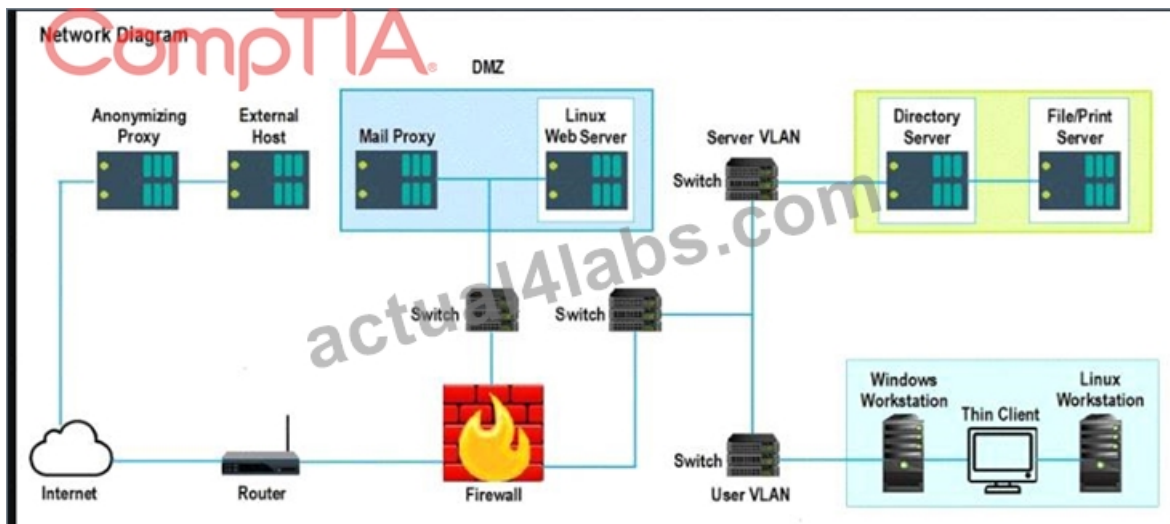 Network Diagram
CompTIA®
DMZ
Anonymizing
Proxy
External
Host
Mail Proxy
Linux
Web Server
Server VLAN
Switch
Directory
Server
File/Print
Server
actual4labs.com
Switch
Switch
Windows
Workstation
Thin Client
Linux
Workstation
Switch
Internet
Router
Firewall
User VLAN